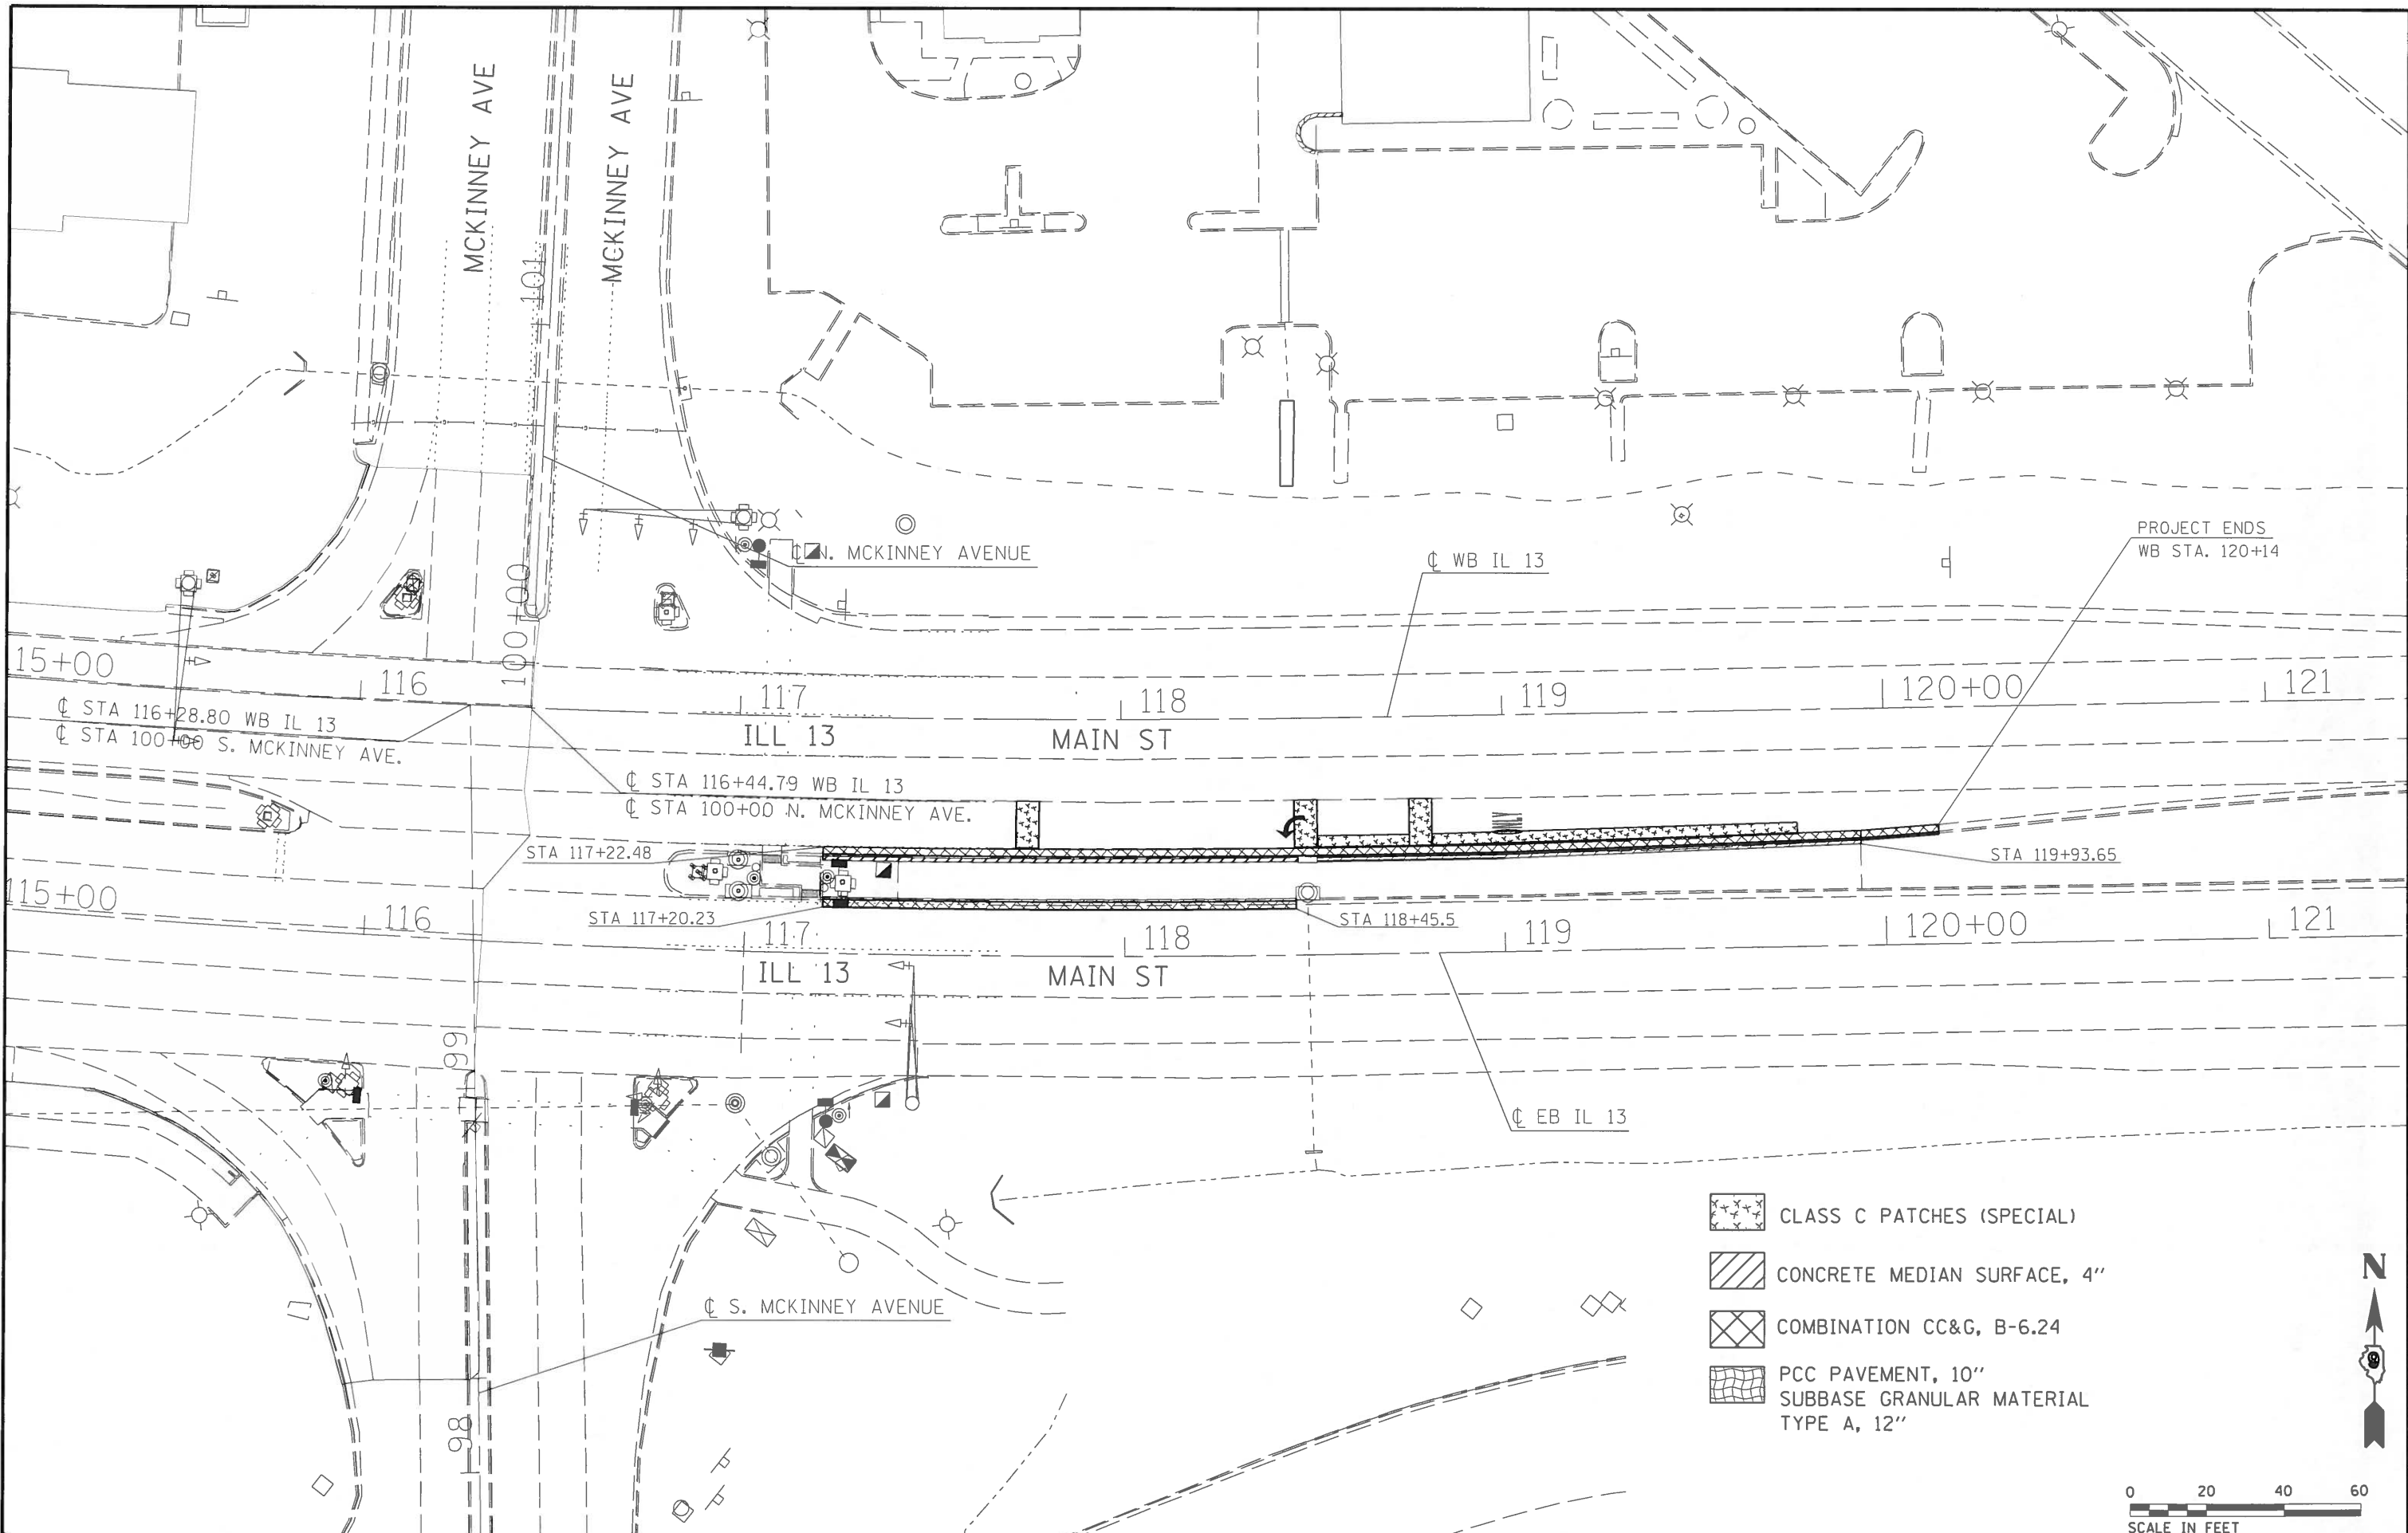 MCKINNEY AVE
MCKINNEY AVE
101
℄ N. MCKINNEY AVENUE
℄ WB IL 13
PROJECT ENDS
WB STA. 120+14
100+00
15+00
116
117
118
119
120+00
121
℄ STA 116+28.80 WB IL 13
℄ STA 100+00 S. MCKINNEY AVE.
ILL 13
MAIN ST
℄ STA 116+44.79 WB IL 13
℄ STA 100+00 N. MCKINNEY AVE.
ONLY
STA 117+22.48
STA 119+93.65
115+00
116
STA 117+20.23
STA 118+45.5
117
118
119
120+00
121
ILL 13
MAIN ST
99
℄ EB IL 13
℄ S. MCKINNEY AVENUE
98
CLASS C PATCHES (SPECIAL)
CONCRETE MEDIAN SURFACE, 4"
COMBINATION CC&G, B-6.24
PCC PAVEMENT, 10"
SUBBASE GRANULAR MATERIAL
TYPE A, 12"
N
0 20 40 60
SCALE IN FEET